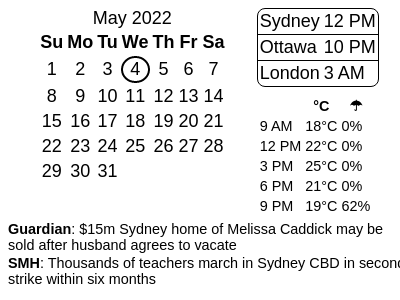 May 2022
Su Mo Tu We Th Fr Sa
1 2 3 4 5 6 7
8 9 10 11 12 13 14
15 16 17 18 19 20 21
22 23 24 25 26 27 28
29 30 31
Sydney 12 PM
Ottawa 10 PM
London 3 AM
°C ☂
9 AM 18°C 0%
12 PM 22°C 0%
3 PM 25°C 0%
6 PM 21°C 0%
9 PM 19°C 62%
Guardian: $15m Sydney home of Melissa Caddick may be
sold after husband agrees to vacate
SMH: Thousands of teachers march in Sydney CBD in secon
strike within six months